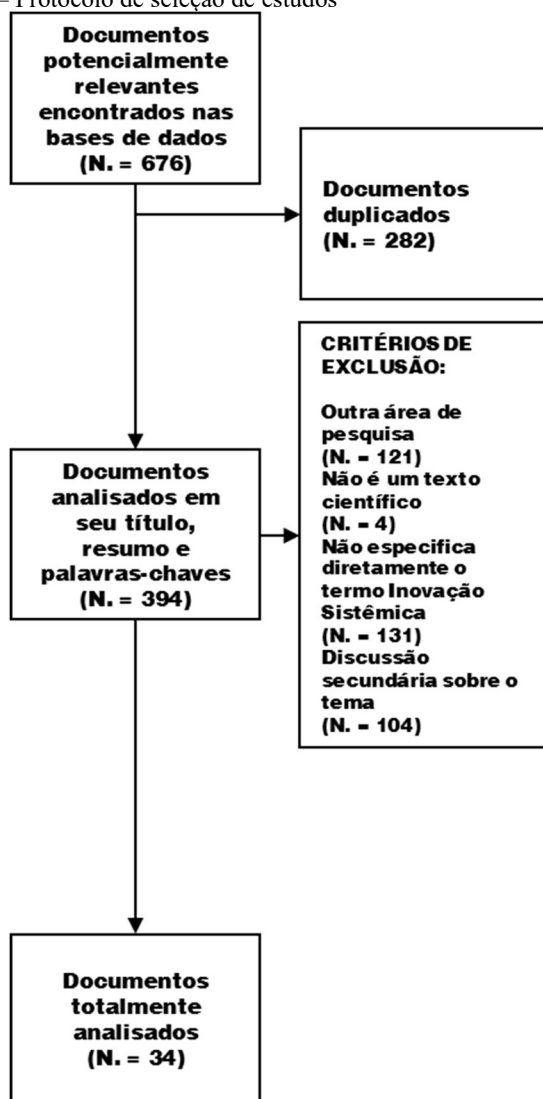 – Protocolo de seleção de estudos
Documentos
potencialmente
relevantes
encontrados nas
bases de dados
(N. = 676)
Documentos
duplicados
(N. = 282)
CRITÉRIOS DE
EXCLUSÃO:
Outra área de
pesquisa
(N. = 121)
Não é um texto
científico
(N. = 4)
Não especifica
diretamente o
termo Inovação
Sistêmica
(N. = 131)
Discussão
secundária sobre o
tema
(N. = 104)
Documentos
analisados em
seu título,
resumo e
palavras-chaves
(N. = 394)
Documentos
totalmente
analisados
(N. = 34)